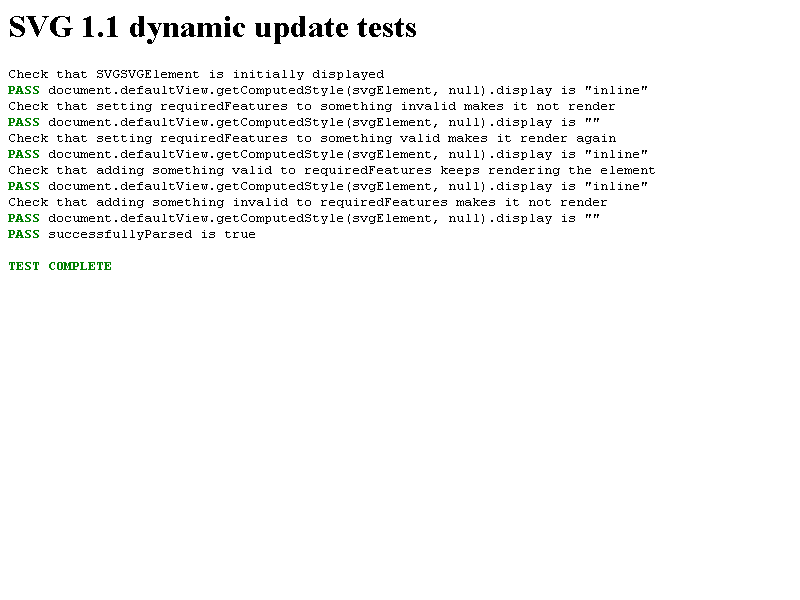 SVG 1.1 dynamic update tests
Check that SVGSVGElement is initially displayed
PASS document.defaultView.getComputedStyle(svgElement, null).display is "inline"
Check that setting requiredFeatures to something invalid makes it not render
PASS document.defaultView.getComputedStyle(svgElement, null).display is ""
Check that setting requiredFeatures to something valid makes it render again
PASS document.defaultView.getComputedStyle(svgElement, null).display is "inline"
Check that adding something valid to requiredFeatures keeps rendering the element
PASS document.defaultView.getComputedStyle(svgElement, null).display is "inline"
Check that adding something invalid to requiredFeatures makes it not render
PASS document.defaultView.getComputedStyle(svgElement, null).display is ""
PASS successfullyParsed is true
TEST COMPLETE